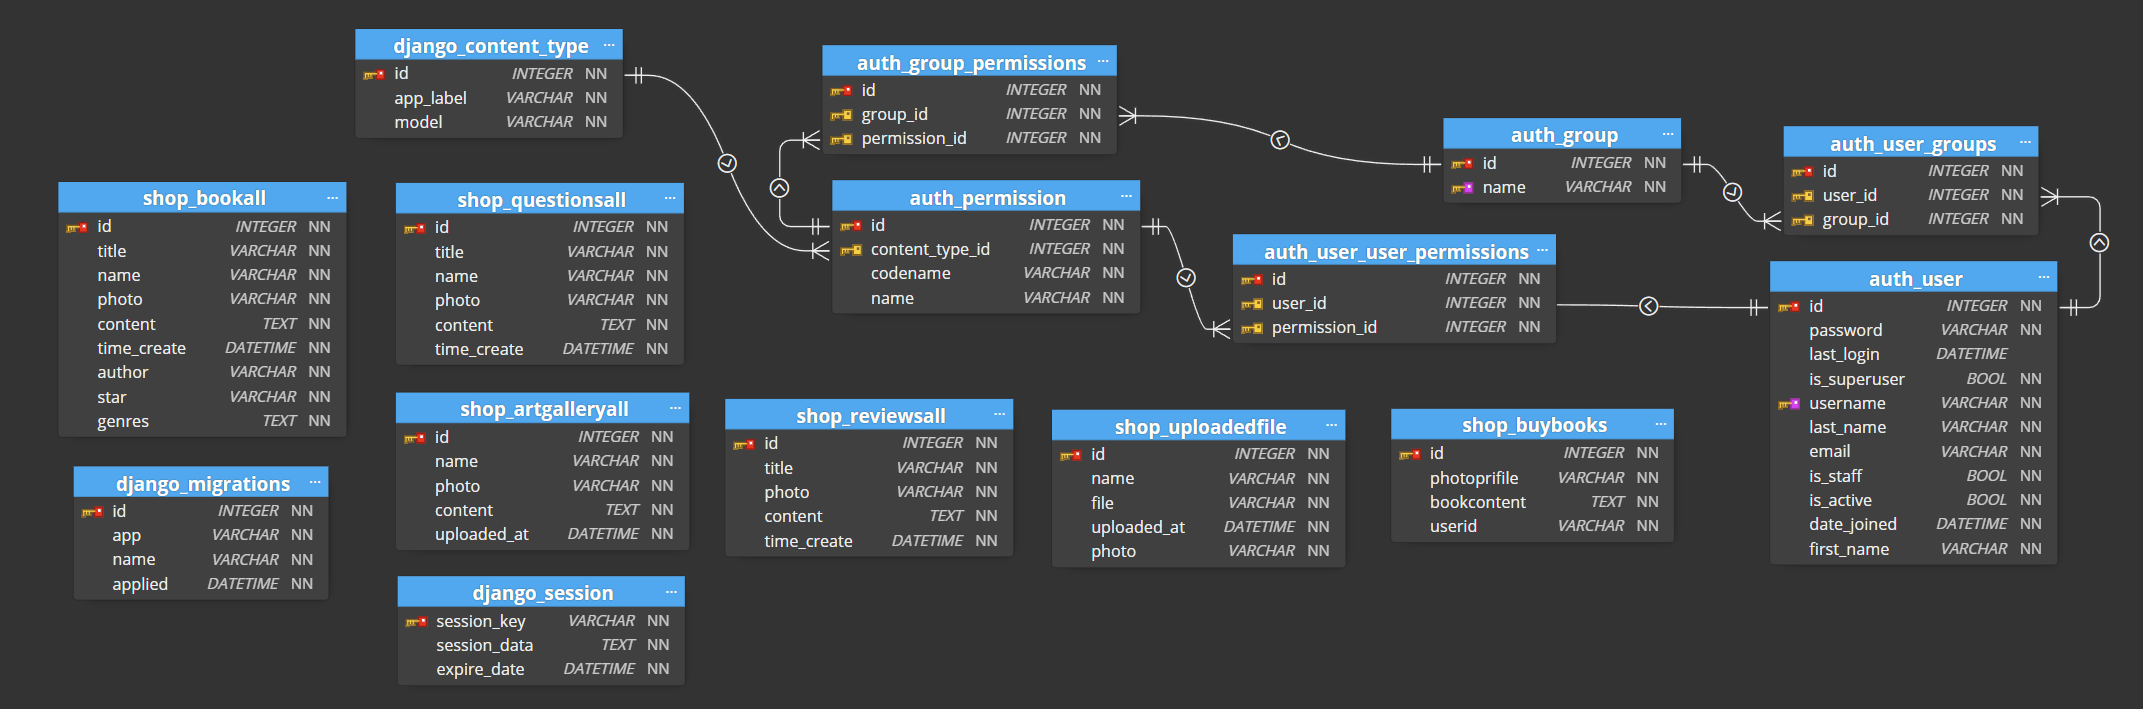 django_content_type ...
id INTEGER NN
app_label VARCHAR NN
model VARCHAR NN
auth_group_permissions ...
id INTEGER NN
group_id INTEGER NN
permission_id INTEGER NN
auth_group ...
id INTEGER NN
name VARCHAR NN
auth_user_groups ...
id INTEGER NN
user_id INTEGER NN
group_id INTEGER NN
shop_bookall ...
id INTEGER NN
title VARCHAR NN
name VARCHAR NN
photo VARCHAR NN
content TEXT NN
time_create DATETIME NN
author VARCHAR NN
star VARCHAR NN
genres TEXT NN
shop_questionsall ...
id INTEGER NN
title VARCHAR NN
name VARCHAR NN
photo VARCHAR NN
content TEXT NN
time_create DATETIME NN
auth_permission ...
id INTEGER NN
content_type_id INTEGER NN
codename VARCHAR NN
name VARCHAR NN
auth_user_user_permissions ...
id INTEGER NN
user_id INTEGER NN
permission_id INTEGER NN
auth_user ...
id INTEGER NN
password VARCHAR NN
last_login DATETIME
is_superuser BOOL NN
username VARCHAR NN
last_name VARCHAR NN
email VARCHAR NN
is_staff BOOL NN
is_active BOOL NN
date_joined DATETIME NN
first_name VARCHAR NN
django_migrations ...
id INTEGER NN
app VARCHAR NN
name VARCHAR NN
applied DATETIME NN
shop_artgalleryall ...
id INTEGER NN
name VARCHAR NN
photo VARCHAR NN
content TEXT NN
uploaded_at DATETIME NN
shop_reviewsall ...
id INTEGER NN
title VARCHAR NN
photo VARCHAR NN
content TEXT NN
time_create DATETIME NN
shop_uploadedfile ...
id INTEGER NN
name VARCHAR NN
file VARCHAR NN
uploaded_at DATETIME NN
photo VARCHAR NN
shop_buybooks ...
id INTEGER NN
photoprifile VARCHAR NN
bookcontent TEXT NN
userid VARCHAR NN
django_session ...
session_key VARCHAR NN
session_data TEXT NN
expire_date DATETIME NN